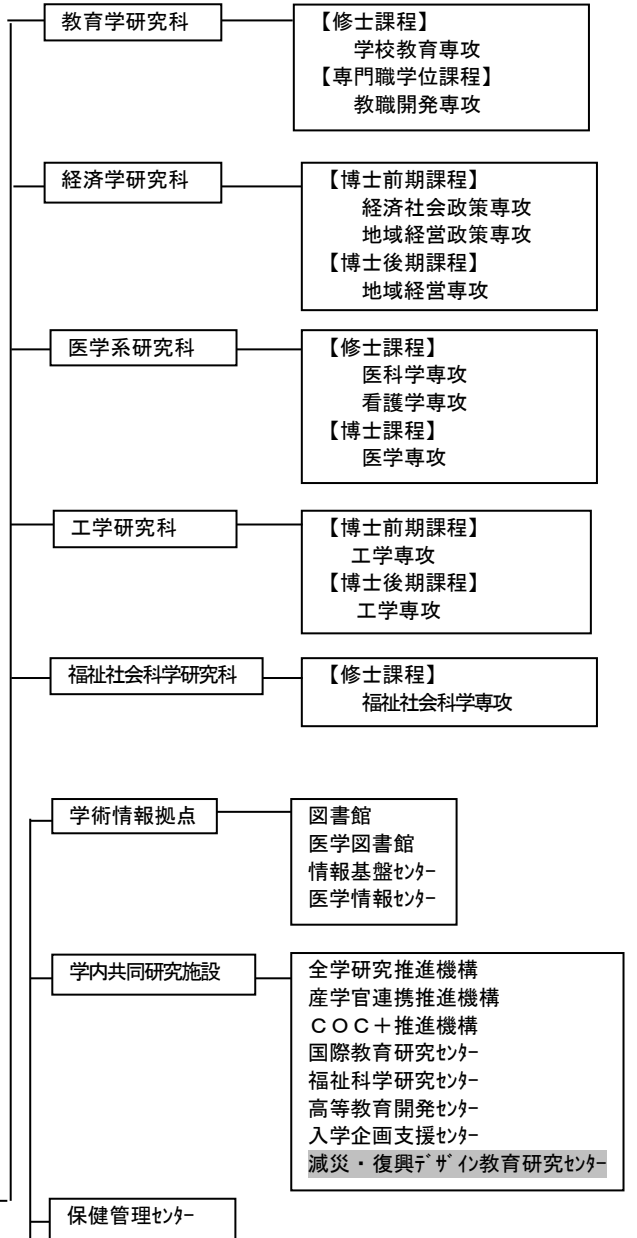 教育学研究科
【修士課程】
学校教育専攻
【専門職学位課程】
教職開発専攻
経済学研究科
【博士前期課程】
経済社会政策専攻
地域経営政策専攻
【博士後期課程】
地域経営専攻
医学系研究科
【修士課程】
医科学専攻
看護学専攻
【博士課程】
医学専攻
工学研究科
【博士前期課程】
工学専攻
【博士後期課程】
工学専攻
福祉社会科学研究科
【修士課程】
福祉社会科学専攻
学術情報拠点
図書館
医学図書館
情報基盤ｾﾝﾀｰ
医学情報ｾﾝﾀｰ
学内共同研究施設
全学研究推進機構
産学官連携推進機構
ＣＯＣ＋推進機構
国際教育研究ｾﾝﾀｰ
福祉科学研究ｾﾝﾀｰ
高等教育開発ｾﾝﾀｰ
入学企画支援ｾﾝﾀｰ
減災・復興ﾃﾞｻﾞｲﾝ教育研究ｾﾝﾀｰ
保健管理ｾﾝﾀｰ